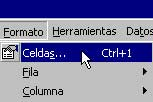 Formato Herramientas Datos
Celdas... Ctrl+1
Fila
Columna